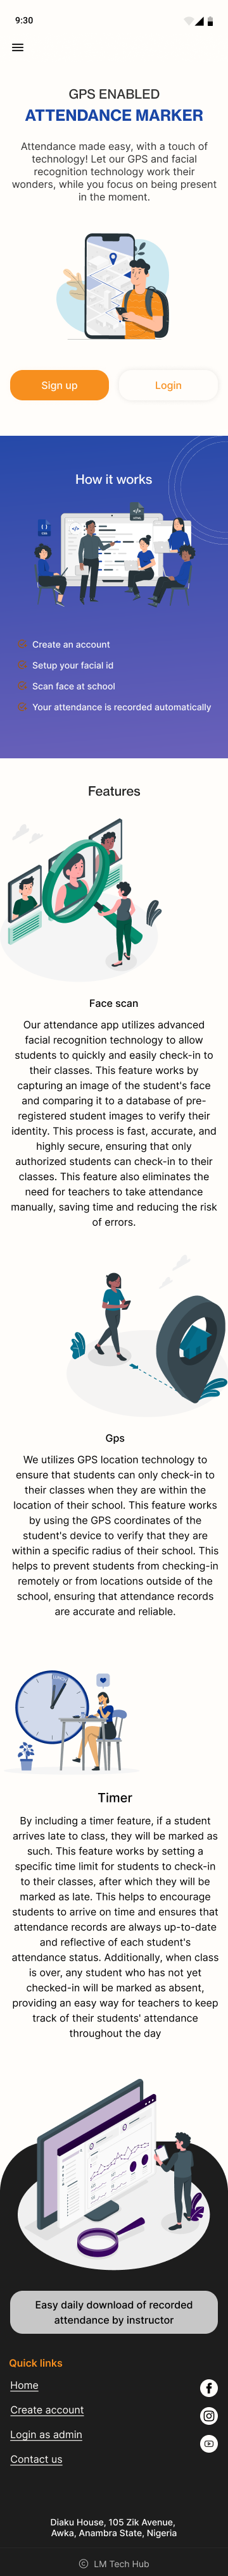 9:30
GPS ENABLED
ATTENDANCE MARKER
Attendance made easy, with a touch of
technology! Let our GPS and facial
recognition technology work their
wonders, while you focus on being present
in the moment.
Sign up
Login
How it works
Create an account
Setup your facial id
Scan face at school
Your attendance is recorded automatically
Features
Face scan
Our attendance app utilizes advanced
facial recognition technology to allow
students to quickly and easily check-in to
their classes. This feature works by
capturing an image of the student's face
and comparing it to a database of pre-
registered student images to verify their
identity. This process is fast, accurate, and
highly secure, ensuring that only
authorized students can check-in to their
classes. This feature also eliminates the
need for teachers to take attendance
manually, saving time and reducing the risk
of errors.
Gps
We utilizes GPS location technology to
ensure that students can only check-in to
their classes when they are within the
location of their school. This feature works
by using the GPS coordinates of the
student's device to verify that they are
within a specific radius of their school. This
helps to prevent students from checking-in
remotely or from locations outside of the
school, ensuring that attendance records
are accurate and reliable.
Timer
By including a timer feature, if a student
arrives late to class, they will be marked as
such. This feature works by setting a
specific time limit for students to check-in
to their classes, after which they will be
marked as late. This helps to encourage
students to arrive on time and ensures that
attendance records are always up-to-date
and reflective of each student's
attendance status. Additionally, when class
is over, any student who has not yet
checked-in will be marked as absent,
providing an easy way for teachers to keep
track of their students' attendance
throughout the day
Easy daily download of recorded
attendance by instructor
Quick links
Home
Create account
Login as admin
Contact us
Diaku House, 105 Zik Avenue,
Awka, Anambra State, Nigeria
© LM Tech Hub